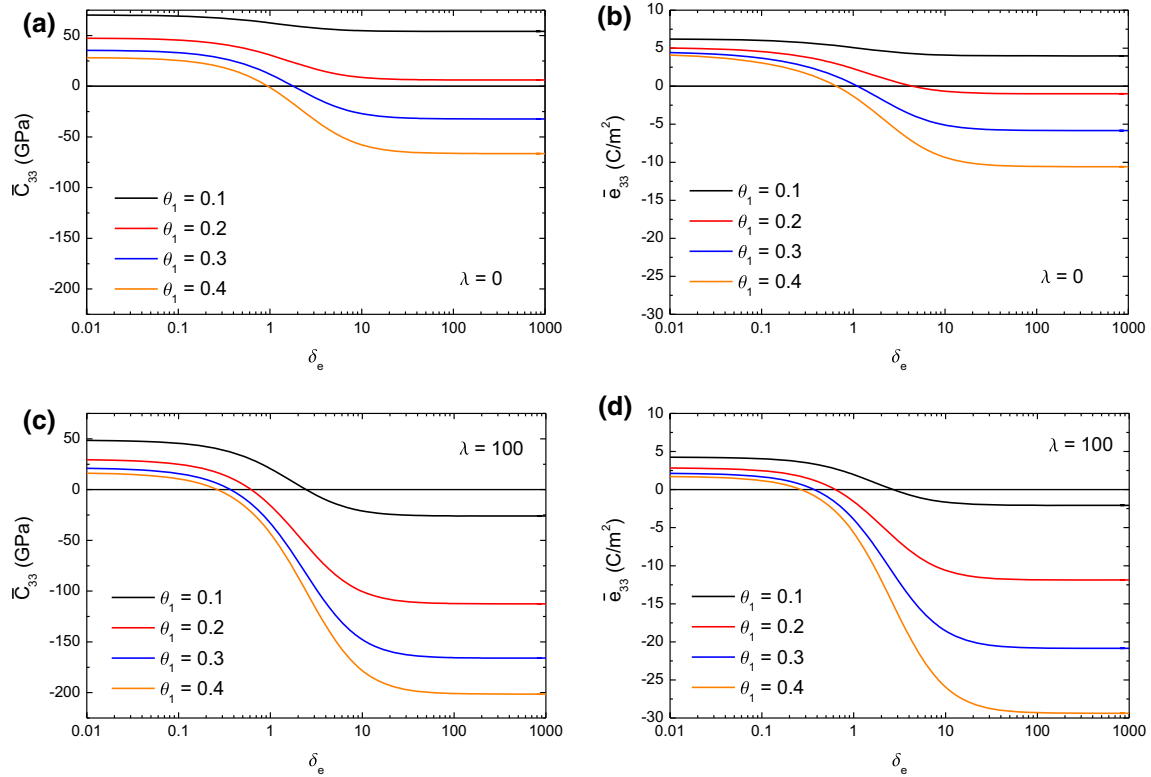 (a)
50
0
-50
-100
-150
-200
C̅₃₃ (GPa)
θ₁ = 0.1
θ₁ = 0.2
θ₁ = 0.3
θ₁ = 0.4
λ = 0
0.01 0.1 1 10 100 1000
δₑ
(b)
10
5
0
-5
-10
-15
-20
-25
-30
e̅₃₃ (C/m²)
θ₁ = 0.1
θ₁ = 0.2
θ₁ = 0.3
θ₁ = 0.4
λ = 0
0.01 0.1 1 10 100 1000
δₑ
(c)
50
0
-50
-100
-150
-200
C̅₃₃ (GPa)
λ = 100
θ₁ = 0.1
θ₁ = 0.2
θ₁ = 0.3
θ₁ = 0.4
0.01 0.1 1 10 100 1000
δₑ
(d)
10
5
0
-5
-10
-15
-20
-25
-30
e̅₃₃ (C/m²)
λ = 100
θ₁ = 0.1
θ₁ = 0.2
θ₁ = 0.3
θ₁ = 0.4
0.01 0.1 1 10 100 1000
δₑ